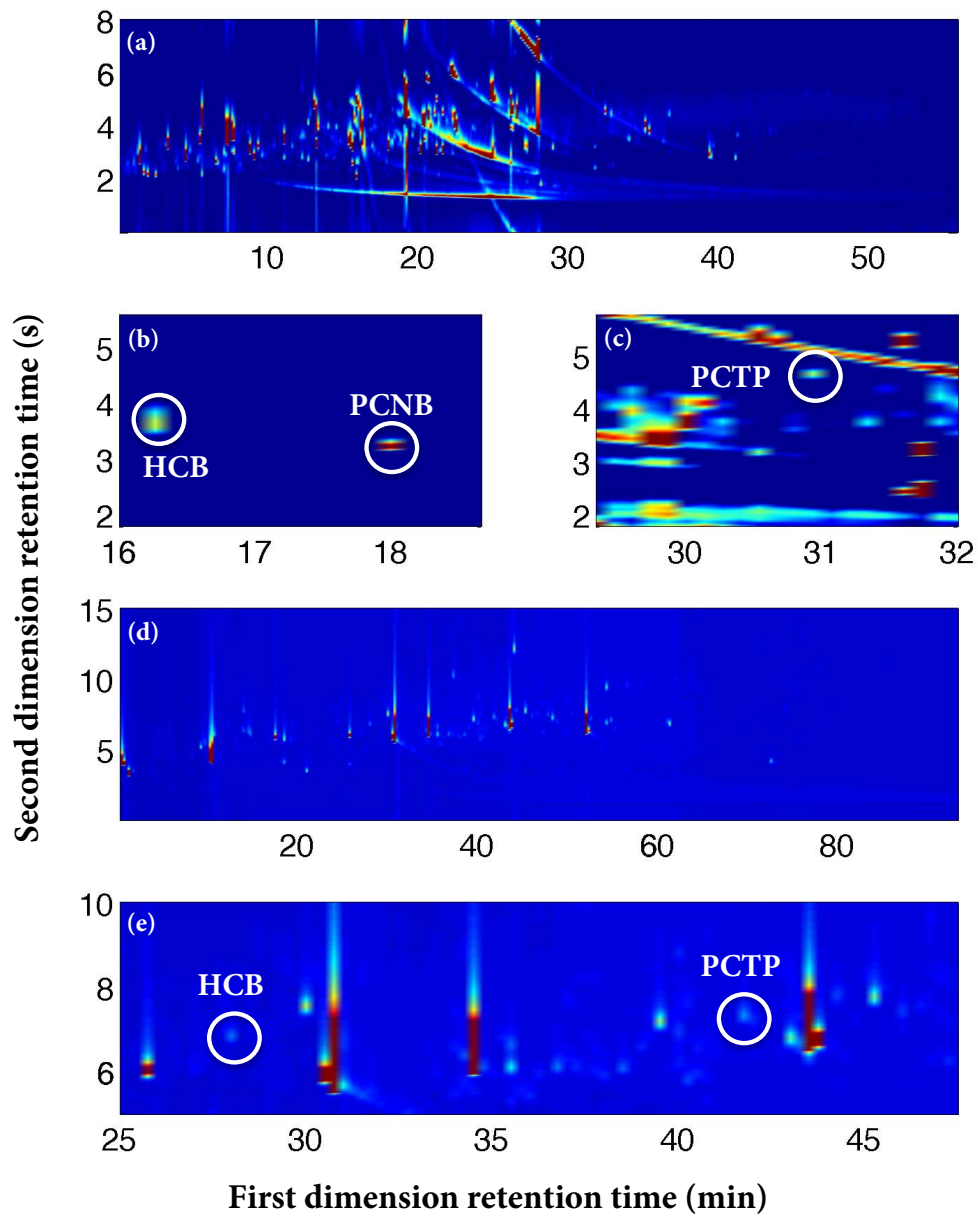 8
(a)
6
4
2
10 20 30 40 50
(b)
5
4
3
2
HCB
PCNB
16 17 18
(c)
5
4
3
2
PCTP
30 31 32
15
(d)
10
5
20 40 60 80
10
(e)
8
6
HCB
PCTP
25 30 35 40 45
Second dimension retention time (s)
First dimension retention time (min)